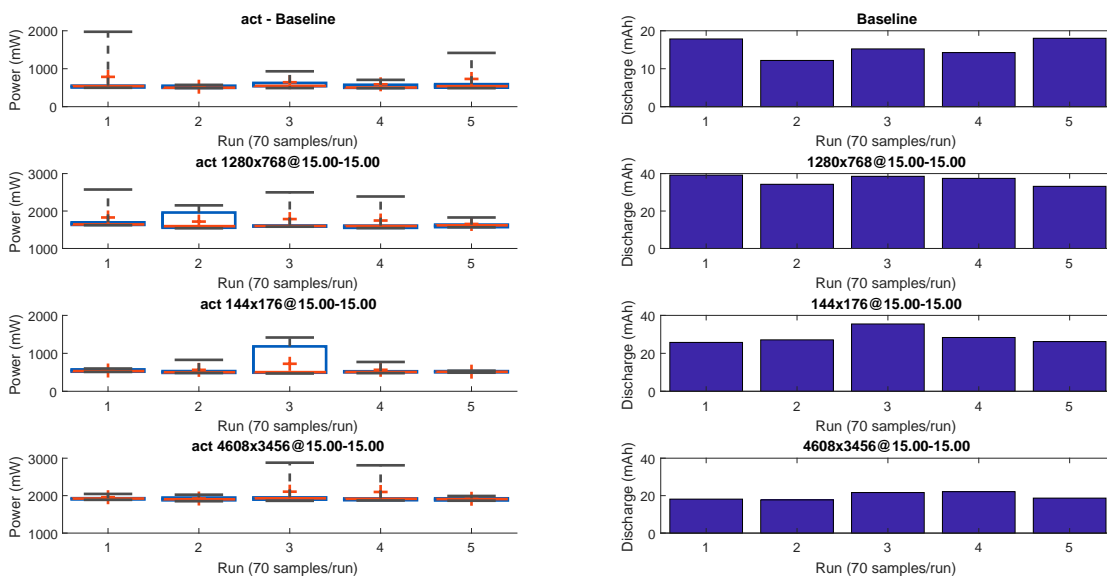 act - Baseline
Power (mW)
2000
1000
0
1 2 3 4 5
Run (70 samples/run)
act 1280x768@15.00-15.00
Power (mW)
3000
2000
1000
1 2 3 4 5
Run (70 samples/run)
act 144x176@15.00-15.00
Power (mW)
2000
1000
0
1 2 3 4 5
Run (70 samples/run)
act 4608x3456@15.00-15.00
Power (mW)
3000
2000
1000
1 2 3 4 5
Run (70 samples/run)
Baseline
Discharge (mAh)
20
10
0
1 2 3 4 5
Run (70 samples/run)
1280x768@15.00-15.00
Discharge (mAh)
40
20
0
1 2 3 4 5
Run (70 samples/run)
144x176@15.00-15.00
Discharge (mAh)
40
20
0
1 2 3 4 5
Run (70 samples/run)
4608x3456@15.00-15.00
Discharge (mAh)
40
20
0
1 2 3 4 5
Run (70 samples/run)